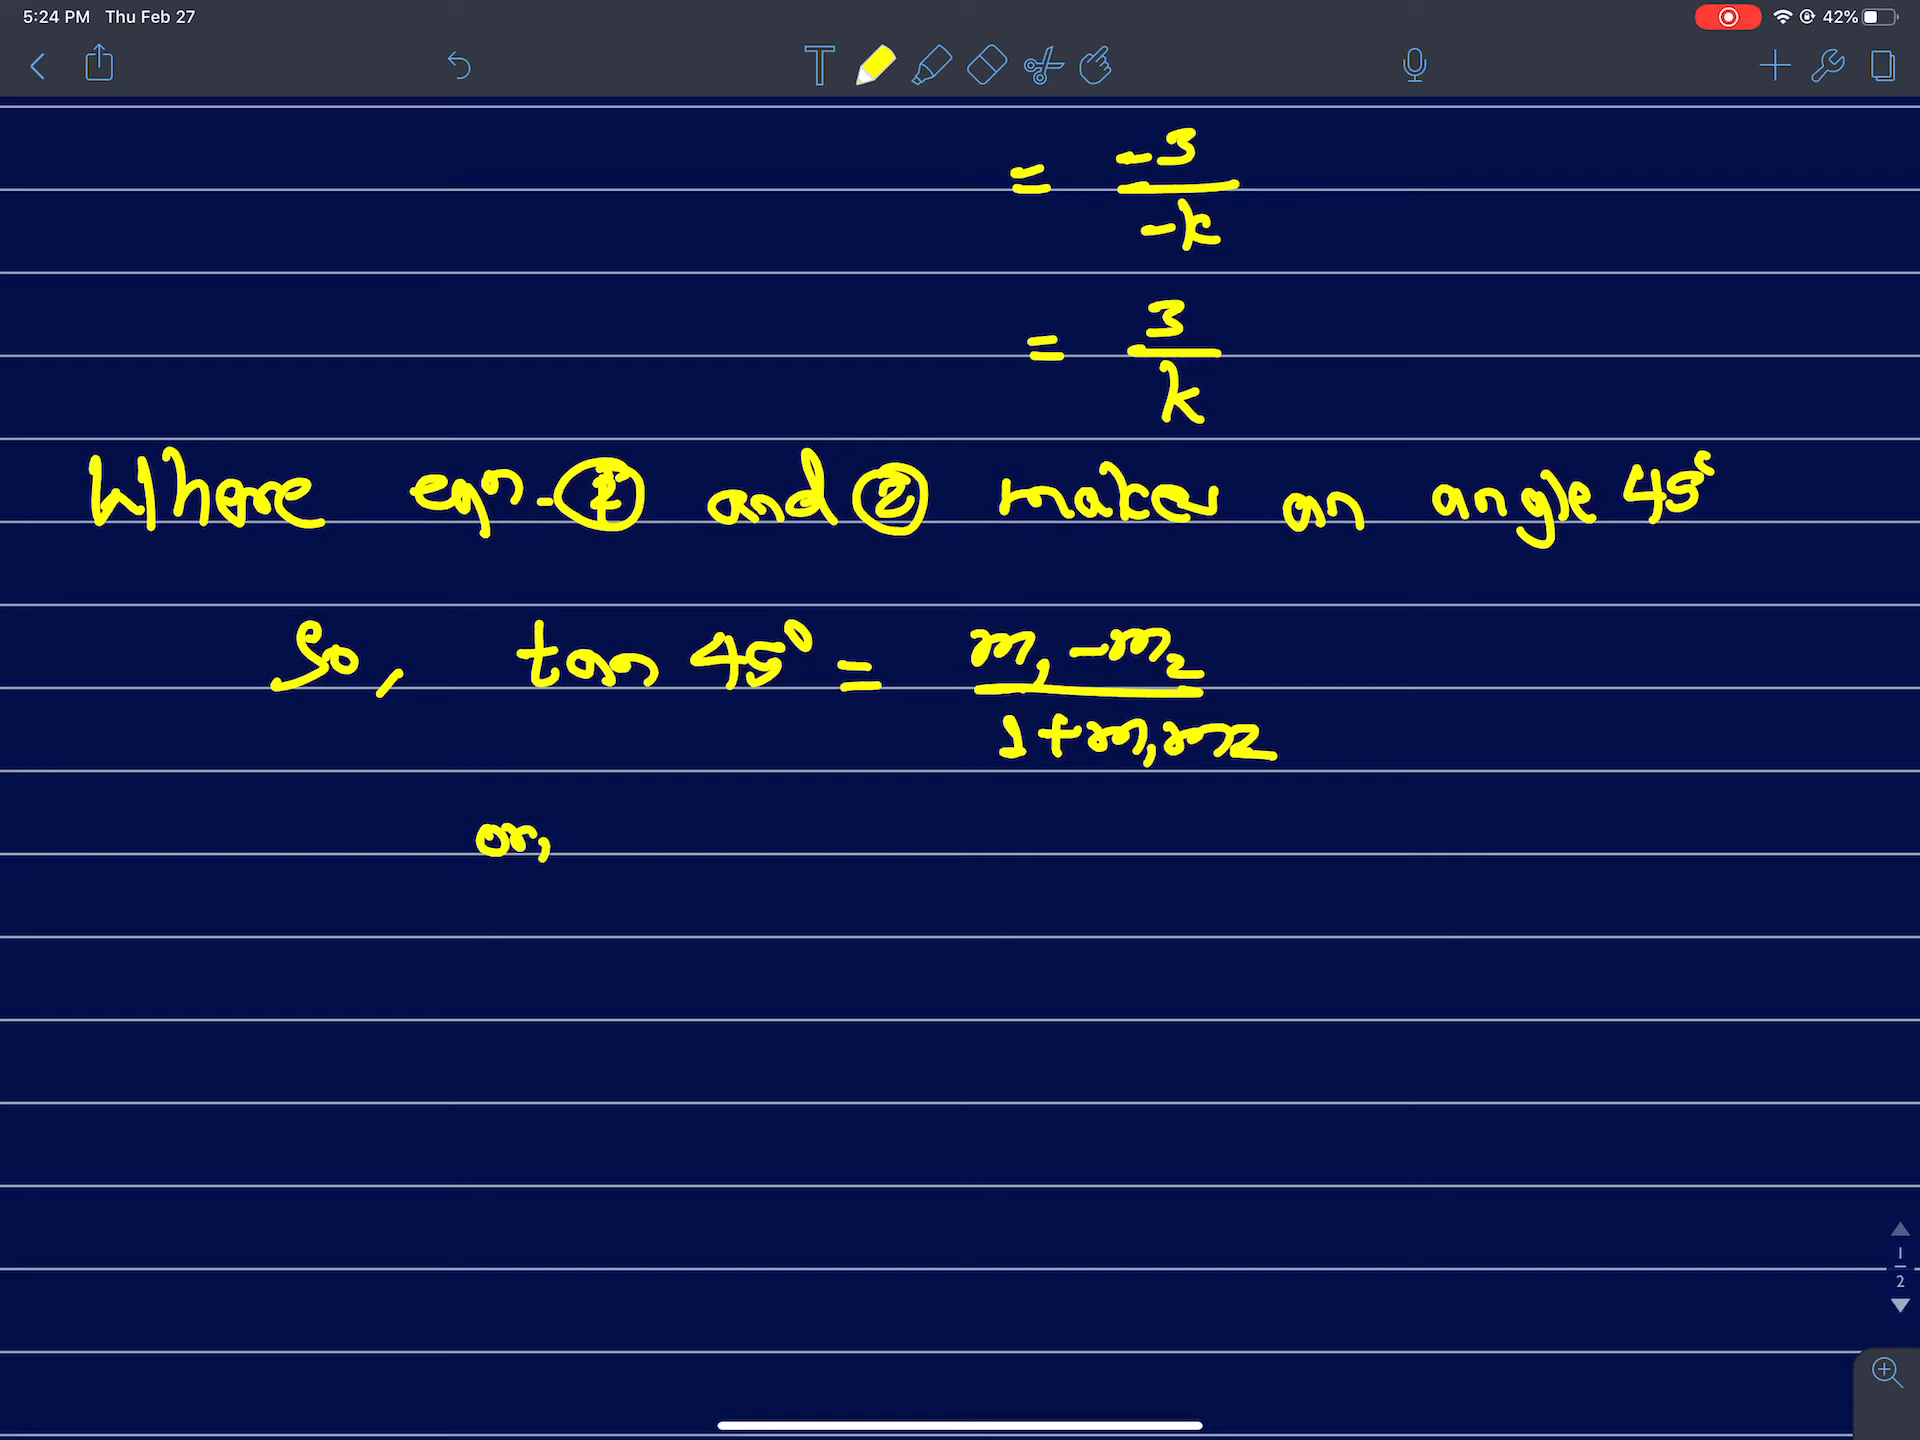 5:24 PM Thu Feb 27 42%
= -3/-k
= 3/k
Where eqn-① and ② makes an angle 45°
So, tan 45° = m₁-m₂/1+m₁m₂
or,
1
2